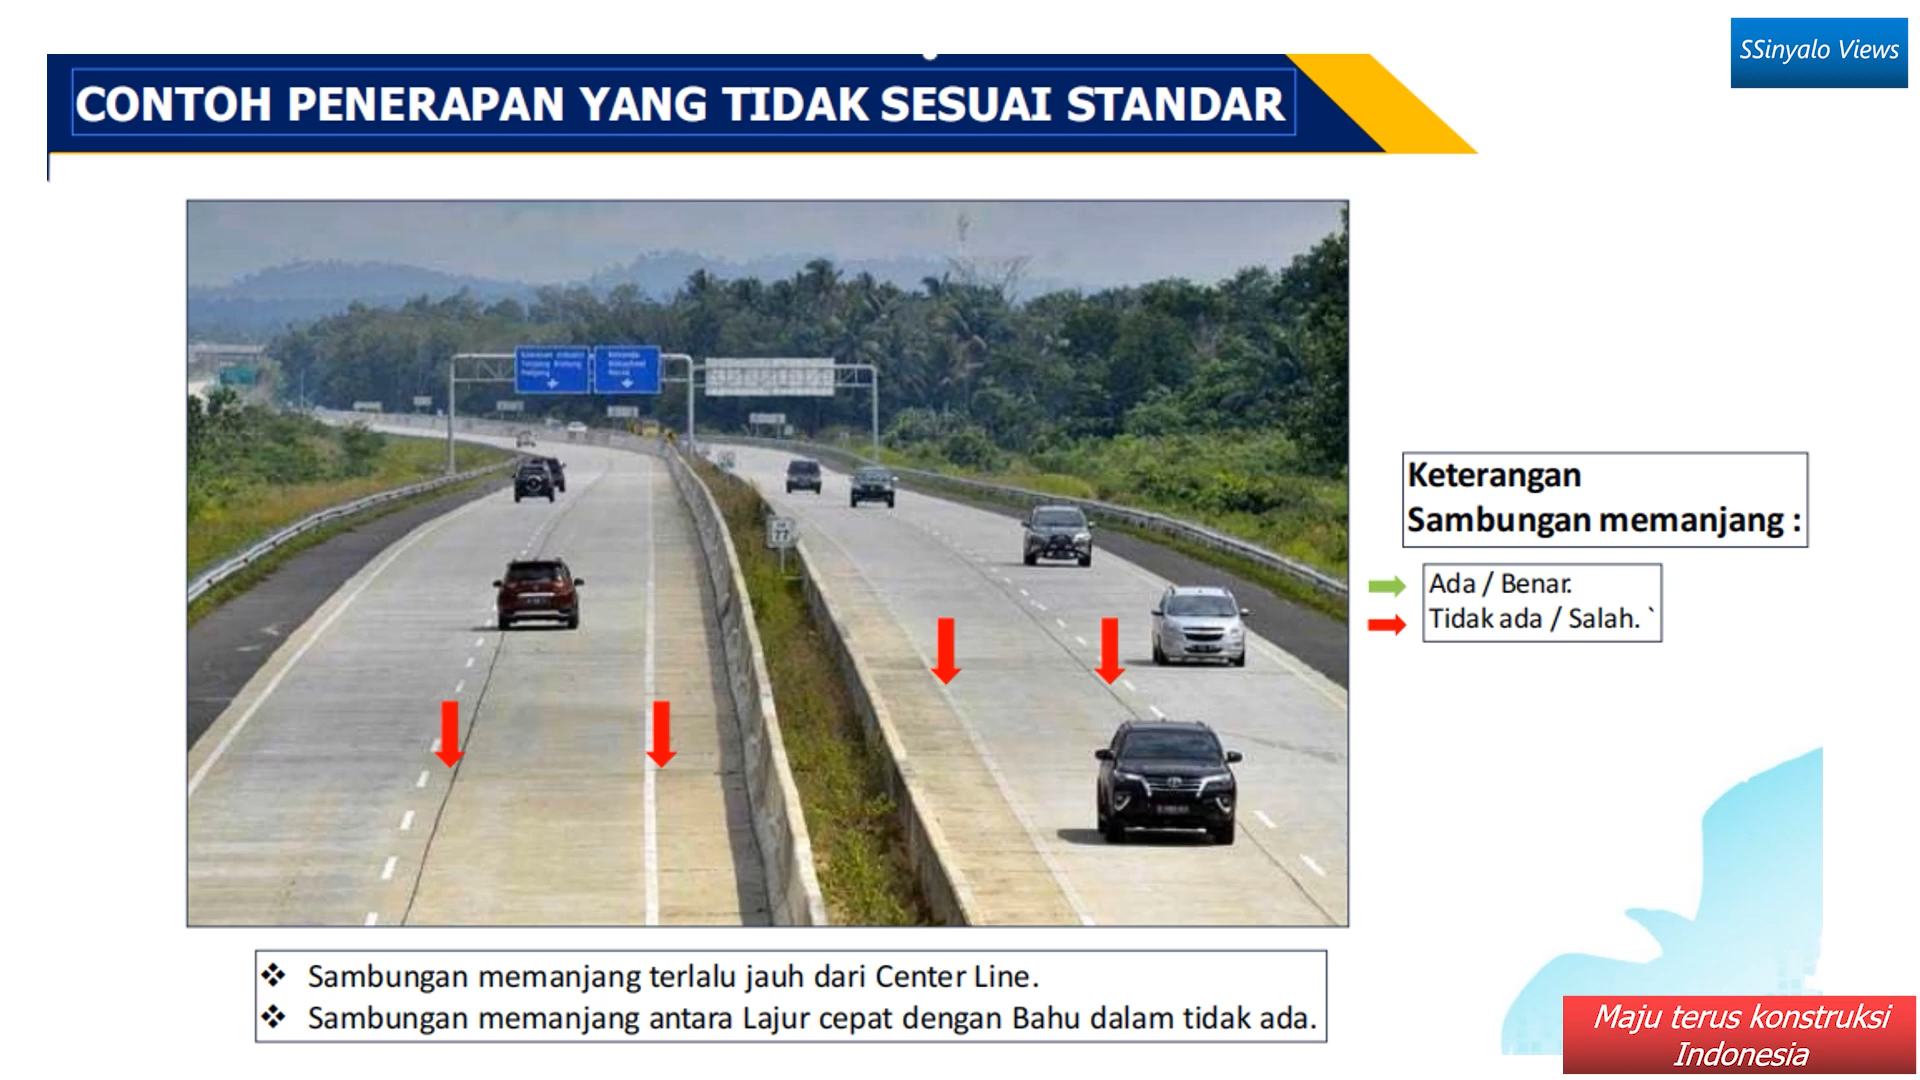 SSinyalo Views
CONTOH PENERAPAN YANG TIDAK SESUAI STANDAR
77
Keterangan
Sambungan memanjang :
Ada / Benar.
Tidak ada / Salah. `
❖ Sambungan memanjang terlalu jauh dari Center Line.
❖ Sambungan memanjang antara Lajur cepat dengan Bahu dalam tidak ada.
Maju terus konstruksi
Indonesia